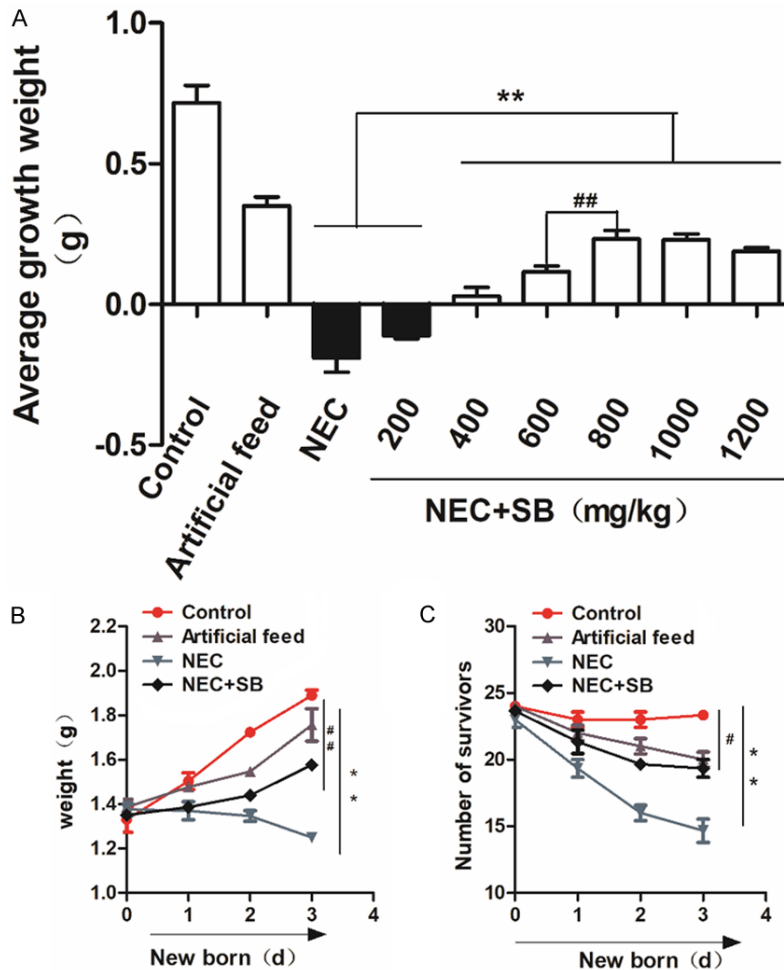 A
Average growth weight
（g）
1.0
0.5
0.0
-0.5
**
##
Control
Artificial feed
NEC
200
400
600
800
1000
1200
NEC+SB（mg/kg）
B
Control
Artificial feed
NEC
NEC+SB
weight（g）
2.2
2.0
1.8
1.6
1.4
1.2
1.0
##
**
0 1 2 3 4
New born（d）
C
Control
Artificial feed
NEC
NEC+SB
Number of survivors
30
25
20
15
10
#
**
0 1 2 3 4
New born（d）